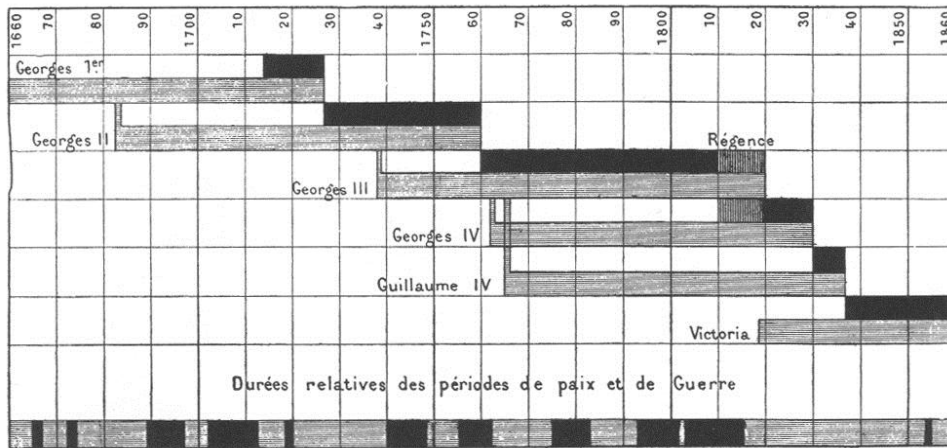 1660 70 80 90 1700 10 20 30 40 1750 60 70 80 90 1800 10 20 30 40 1850 1860
Georges 1er
Georges II
Régence
Georges III
Georges IV
Guillaume IV
Victoria
Durées relatives des périodes de paix et de Guerre